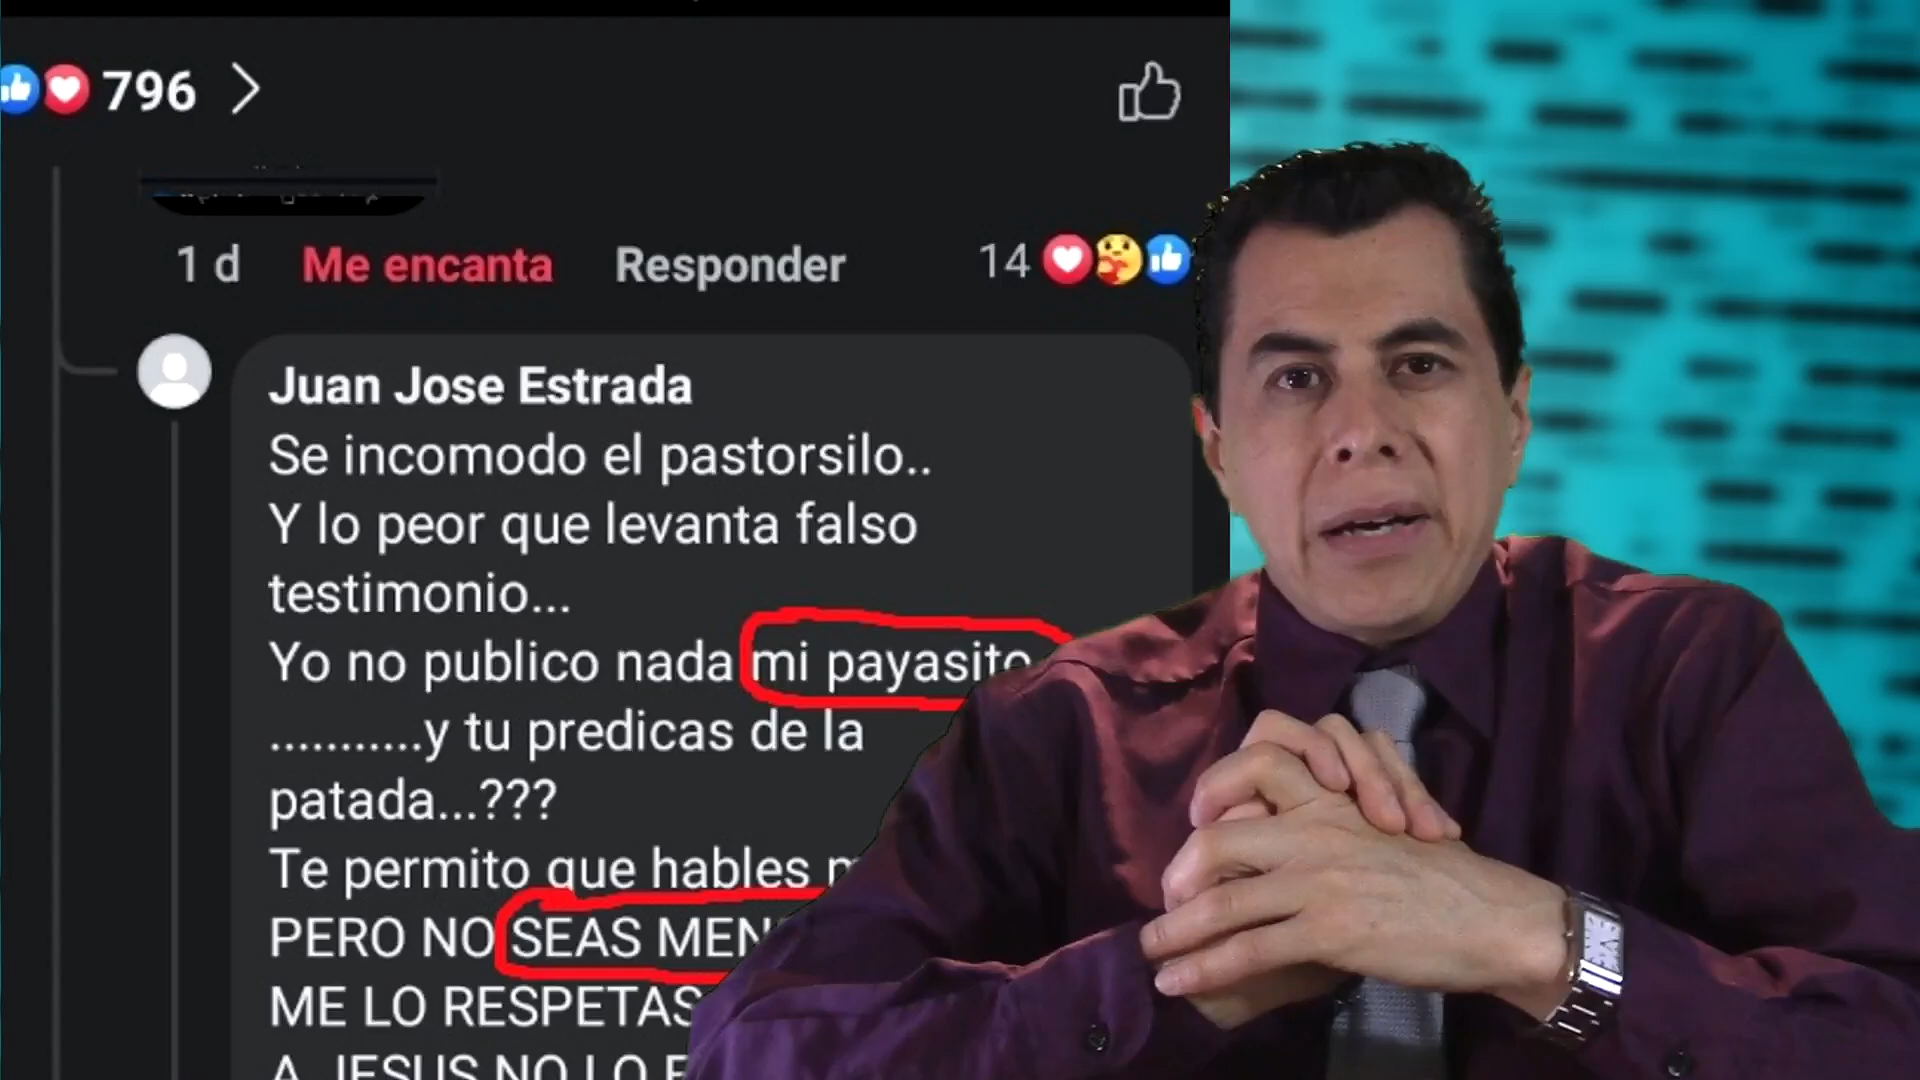 796
1 d Me encanta Responder 14
Juan Jose Estrada
Se incomodo el pastorsilo..
Y lo peor que levanta falso
testimonio...
Yo no publico nada mi payasito
...........y tu predicas de la
patada...???
Te permito que hables
PERO NO SEAS
ME LO RESPETAS
A JESUS NO LO